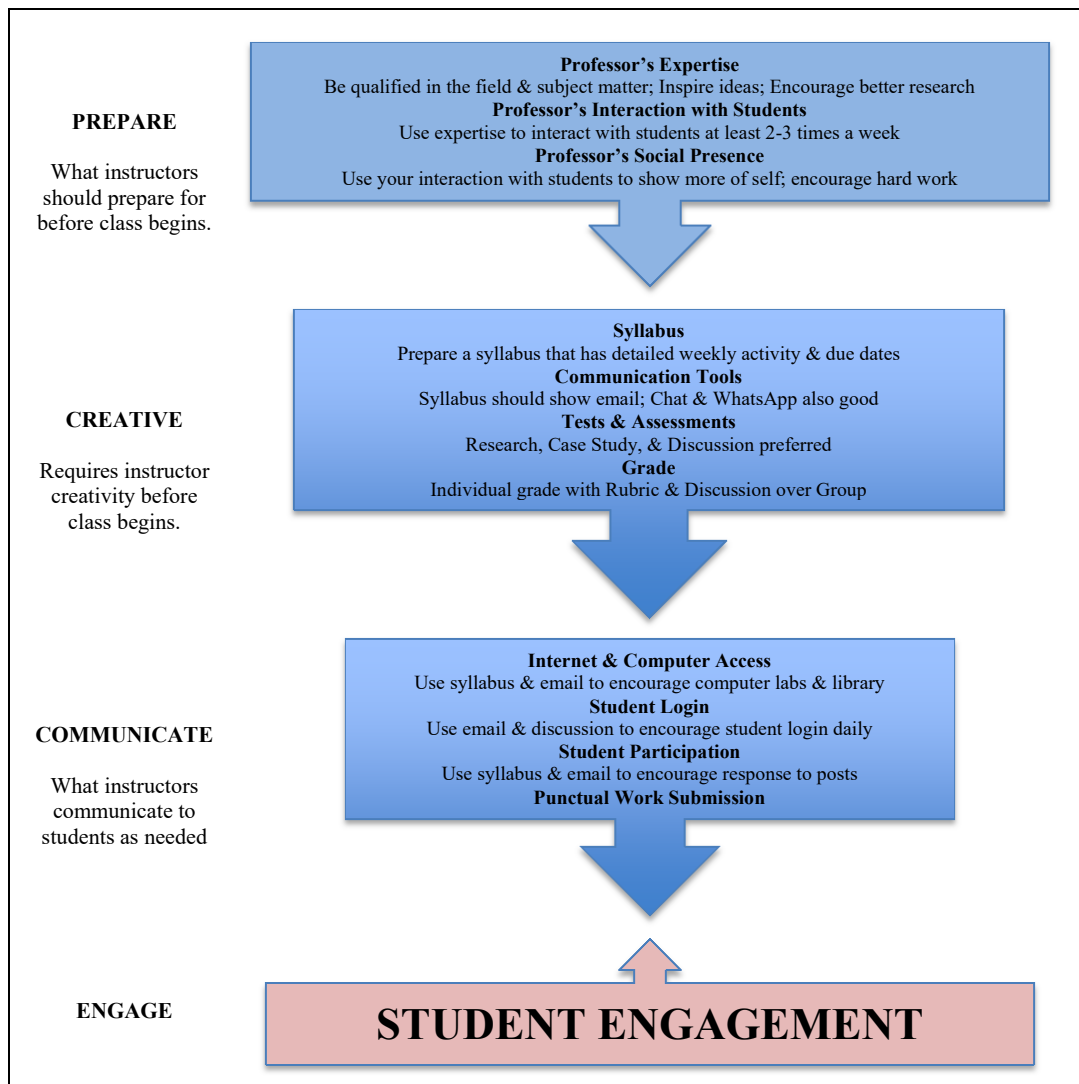 PREPARE
What instructors
should prepare for
before class begins.
Professor’s Expertise
Be qualified in the field & subject matter; Inspire ideas; Encourage better research
Professor’s Interaction with Students
Use expertise to interact with students at least 2-3 times a week
Professor’s Social Presence
Use your interaction with students to show more of self; encourage hard work
CREATIVE
Requires instructor
creativity before
class begins.
Syllabus
Prepare a syllabus that has detailed weekly activity & due dates
Communication Tools
Syllabus should show email; Chat & WhatsApp also good
Tests & Assessments
Research, Case Study, & Discussion preferred
Grade
Individual grade with Rubric & Discussion over Group
COMMUNICATE
What instructors
communicate to
students as needed
Internet & Computer Access
Use syllabus & email to encourage computer labs & library
Student Login
Use email & discussion to encourage student login daily
Student Participation
Use syllabus & email to encourage response to posts
Punctual Work Submission
ENGAGE
STUDENT ENGAGEMENT